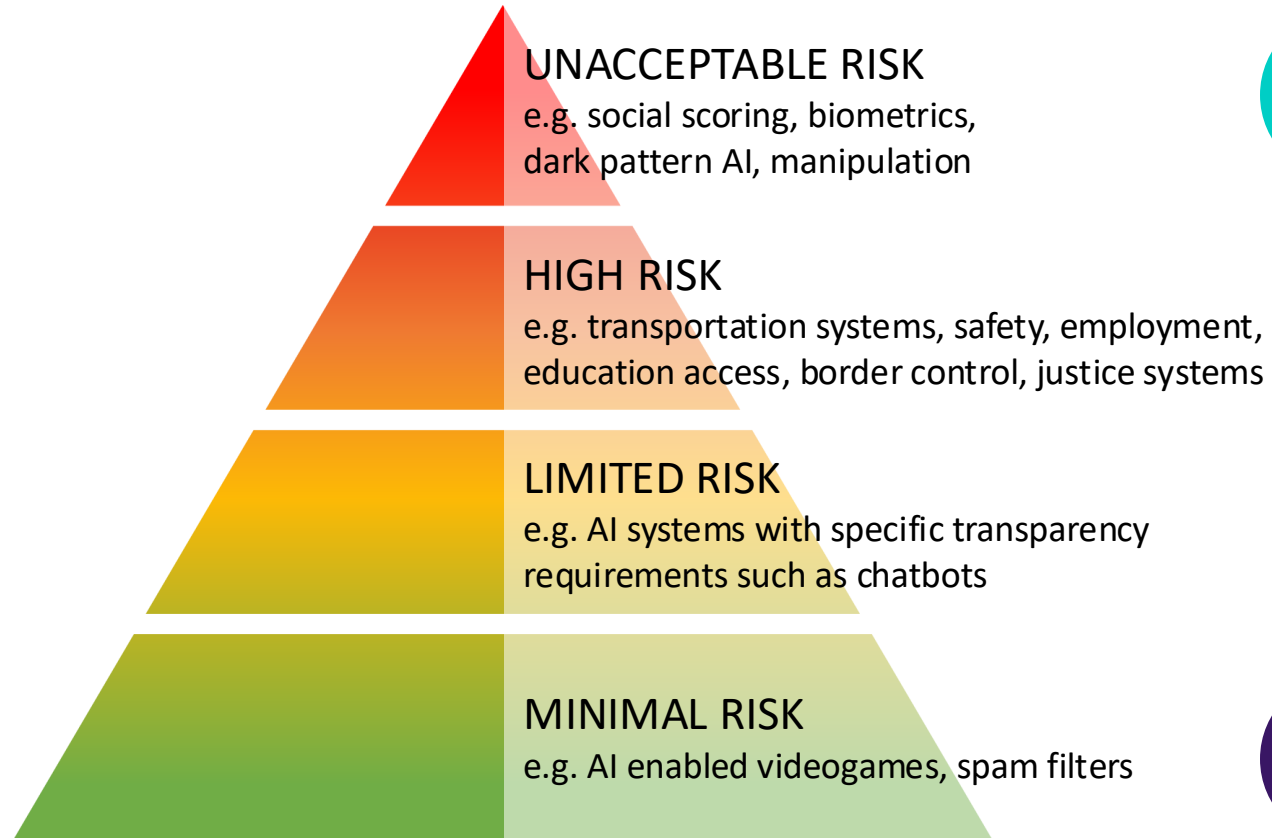 UNACCEPTABLE RISK
e.g. social scoring, biometrics,
dark pattern AI, manipulation
HIGH RISK
e.g. transportation systems, safety, employment,
education access, border control, justice systems
LIMITED RISK
e.g. AI systems with specific transparency
requirements such as chatbots
MINIMAL RISK
e.g. AI enabled videogames, spam filters